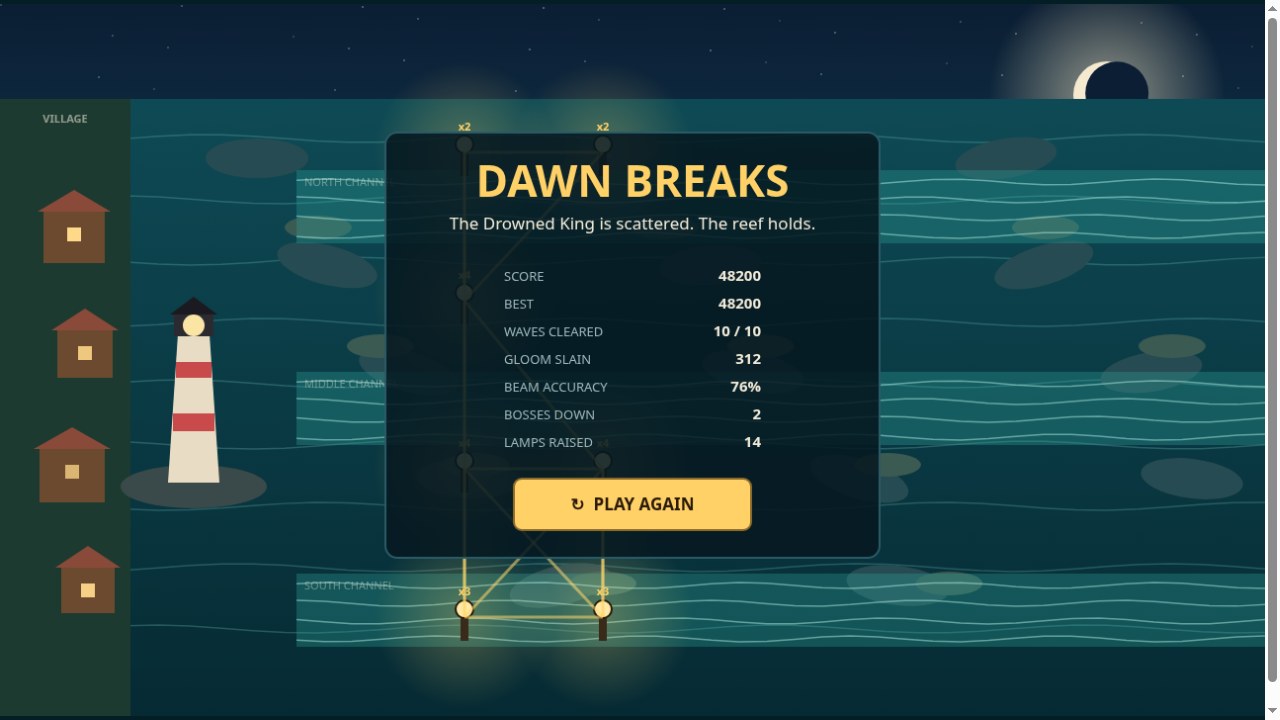 VILLAGE
x2
x2
NORTH CHANN
DAWN BREAKS
The Drowned King is scattered. The reef holds.
SCORE 48200
BEST 48200
WAVES CLEARED 10 / 10
GLOOM SLAIN 312
MIDDLE CHANN
BEAM ACCURACY 76%
BOSSES DOWN 2
LAMPS RAISED 14
↻ PLAY AGAIN
SOUTH CHANNEL
x3
x3